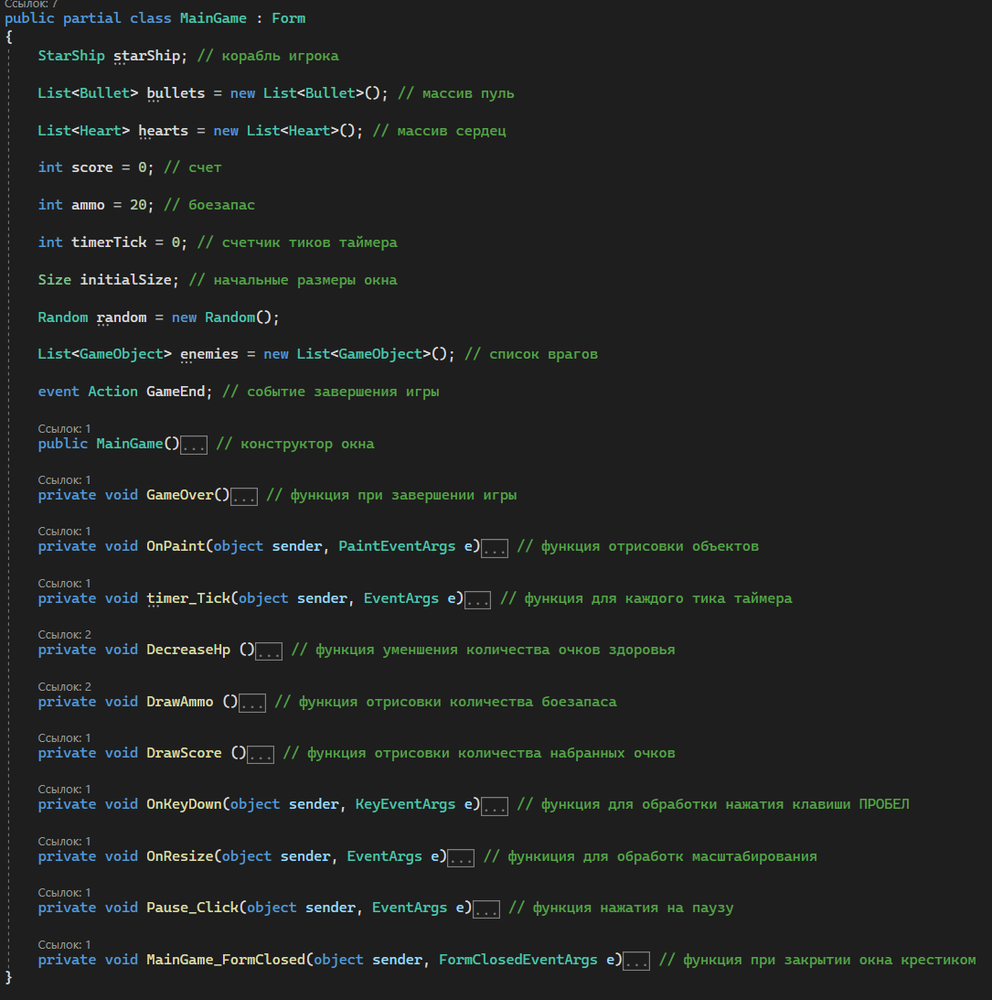 Ссылок: 7
public partial class MainGame : Form
{
StarShip starShip; // корабль игрока
List<Bullet> bullets = new List<Bullet>(); // массив пуль
List<Heart> hearts = new List<Heart>(); // массив сердец
int score = 0; // счет
int ammo = 20; // боезапас
int timerTick = 0; // счетчик тиков таймера
Size initialSize; // начальные размеры окна
Random random = new Random();
List<GameObject> enemies = new List<GameObject>(); // список врагов
event Action GameEnd; // событие завершения игры
Ссылок: 1
public MainGame()... // конструктор окна
Ссылок: 1
private void GameOver()... // функция при завершении игры
Ссылок: 1
private void OnPaint(object sender, PaintEventArgs e)... // функция отрисовки объектов
Ссылок: 1
private void timer_Tick(object sender, EventArgs e)... // функция для каждого тика таймера
Ссылок: 2
private void DecreaseHp ()... // функция уменшения количества очков здоровья
Ссылок: 2
private void DrawAmmo ()... // функция отрисовки количества боезапаса
Ссылок: 1
private void DrawScore ()... // функция отрисовки количества набранных очков
Ссылок: 1
private void OnKeyDown(object sender, KeyEventArgs e)... // функция для обработки нажатия клавиши ПРОБЕЛ
Ссылок: 1
private void OnResize(object sender, EventArgs e)... // функиция для обработк масштабирования
Ссылок: 1
private void Pause_Click(object sender, EventArgs e)... // функция нажатия на паузу
Ссылок: 1
private void MainGame_FormClosed(object sender, FormClosedEventArgs e)... // функция при закрытии окна крестиком
}